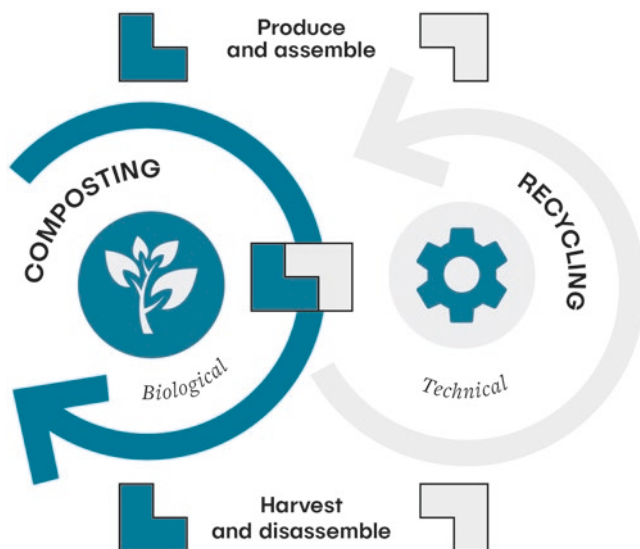 Produce
and assemble
COMPOSTING
RECYCLING
Biological
Technical
Harvest
and disassemble